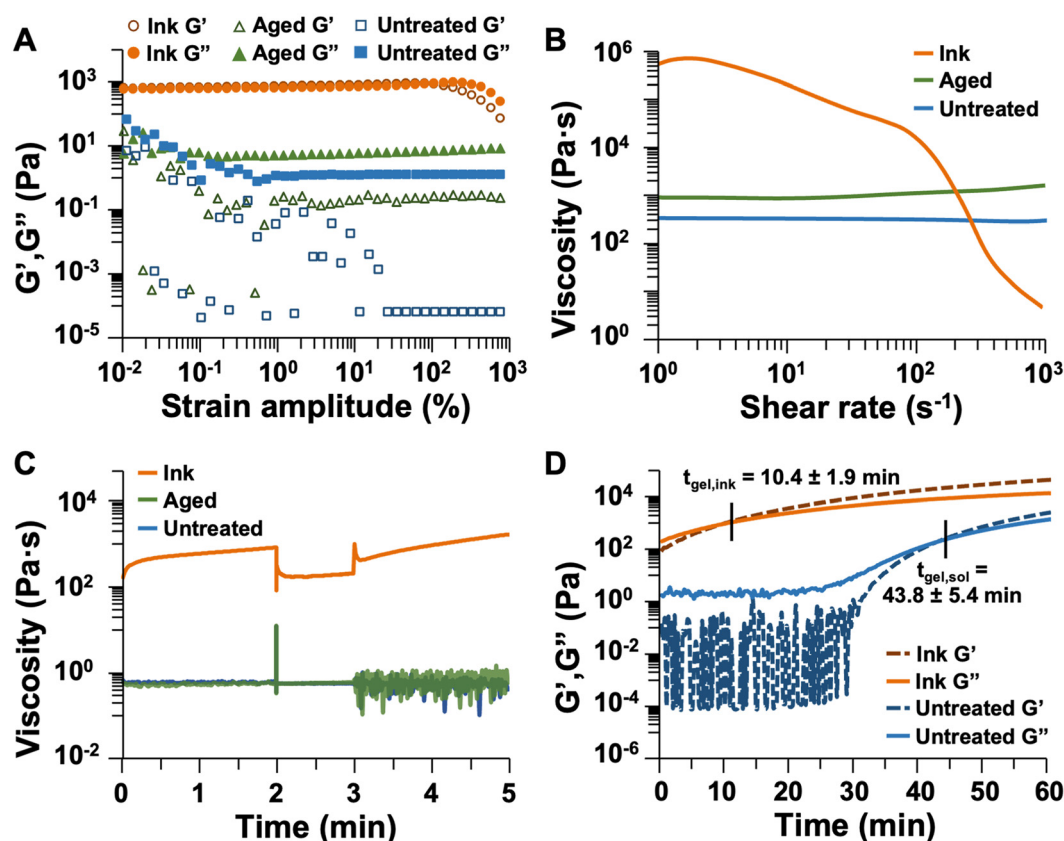 A
Ink G’ Aged G’ Untreated G’
Ink G” Aged G” Untreated G”
G’,G” (Pa)
10³
10¹
10⁻¹
10⁻³
10⁻⁵
10⁻² 10⁻¹ 10⁰ 10¹ 10² 10³
Strain amplitude (%)
B
Ink
Aged
Untreated
Viscosity (Pa·s)
10⁶
10⁴
10²
10⁰
10⁰ 10¹ 10² 10³
Shear rate (s⁻¹)
C
Ink
Aged
Untreated
Viscosity (Pa·s)
10⁴
10²
10⁰
10⁻²
0 1 2 3 4 5
Time (min)
D
t gel,ink = 10.4 ± 1.9 min
t gel,sol =
43.8 ± 5.4 min
Ink G’
Ink G”
Untreated G’
Untreated G”
G’,G” (Pa)
10⁴
10²
10⁰
10⁻²
10⁻⁴
10⁻⁶
0 10 20 30 40 50 60
Time (min)